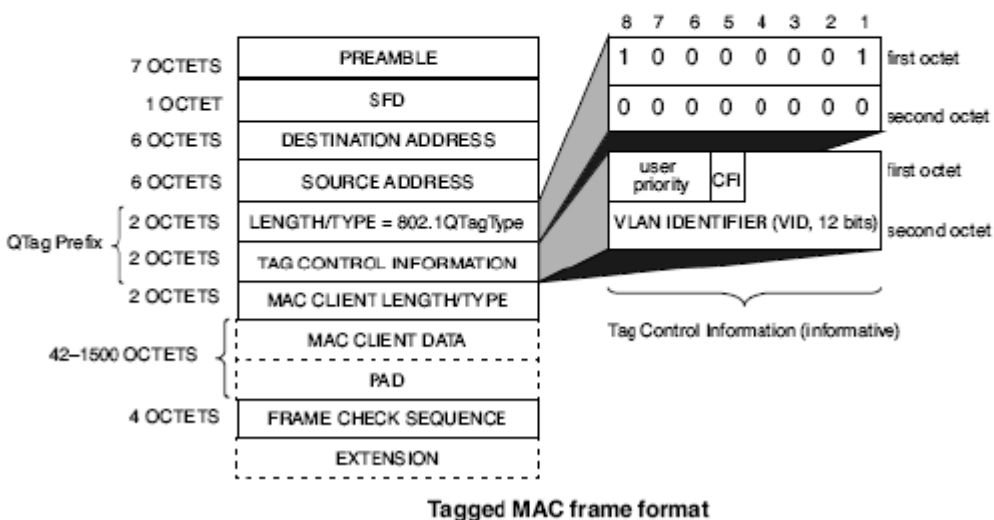 8 7 6 5 4 3 2 1
7 OCTETS PREAMBLE 1 0 0 0 0 0 0 1 first octet
1 OCTET SFD 0 0 0 0 0 0 0 0 second octet
6 OCTETS DESTINATION ADDRESS
6 OCTETS SOURCE ADDRESS user priority CFI first octet
QTag Prefix
2 OCTETS LENGTH/TYPE = 802.1QTagType VLAN IDENTIFIER (VID, 12 bits) second octet
2 OCTETS TAG CONTROL INFORMATION
2 OCTETS MAC CLIENT LENGTH/TYPE
Tag Control Information (informative)
42–1500 OCTETS MAC CLIENT DATA
PAD
4 OCTETS FRAME CHECK SEQUENCE
EXTENSION
Tagged MAC frame format